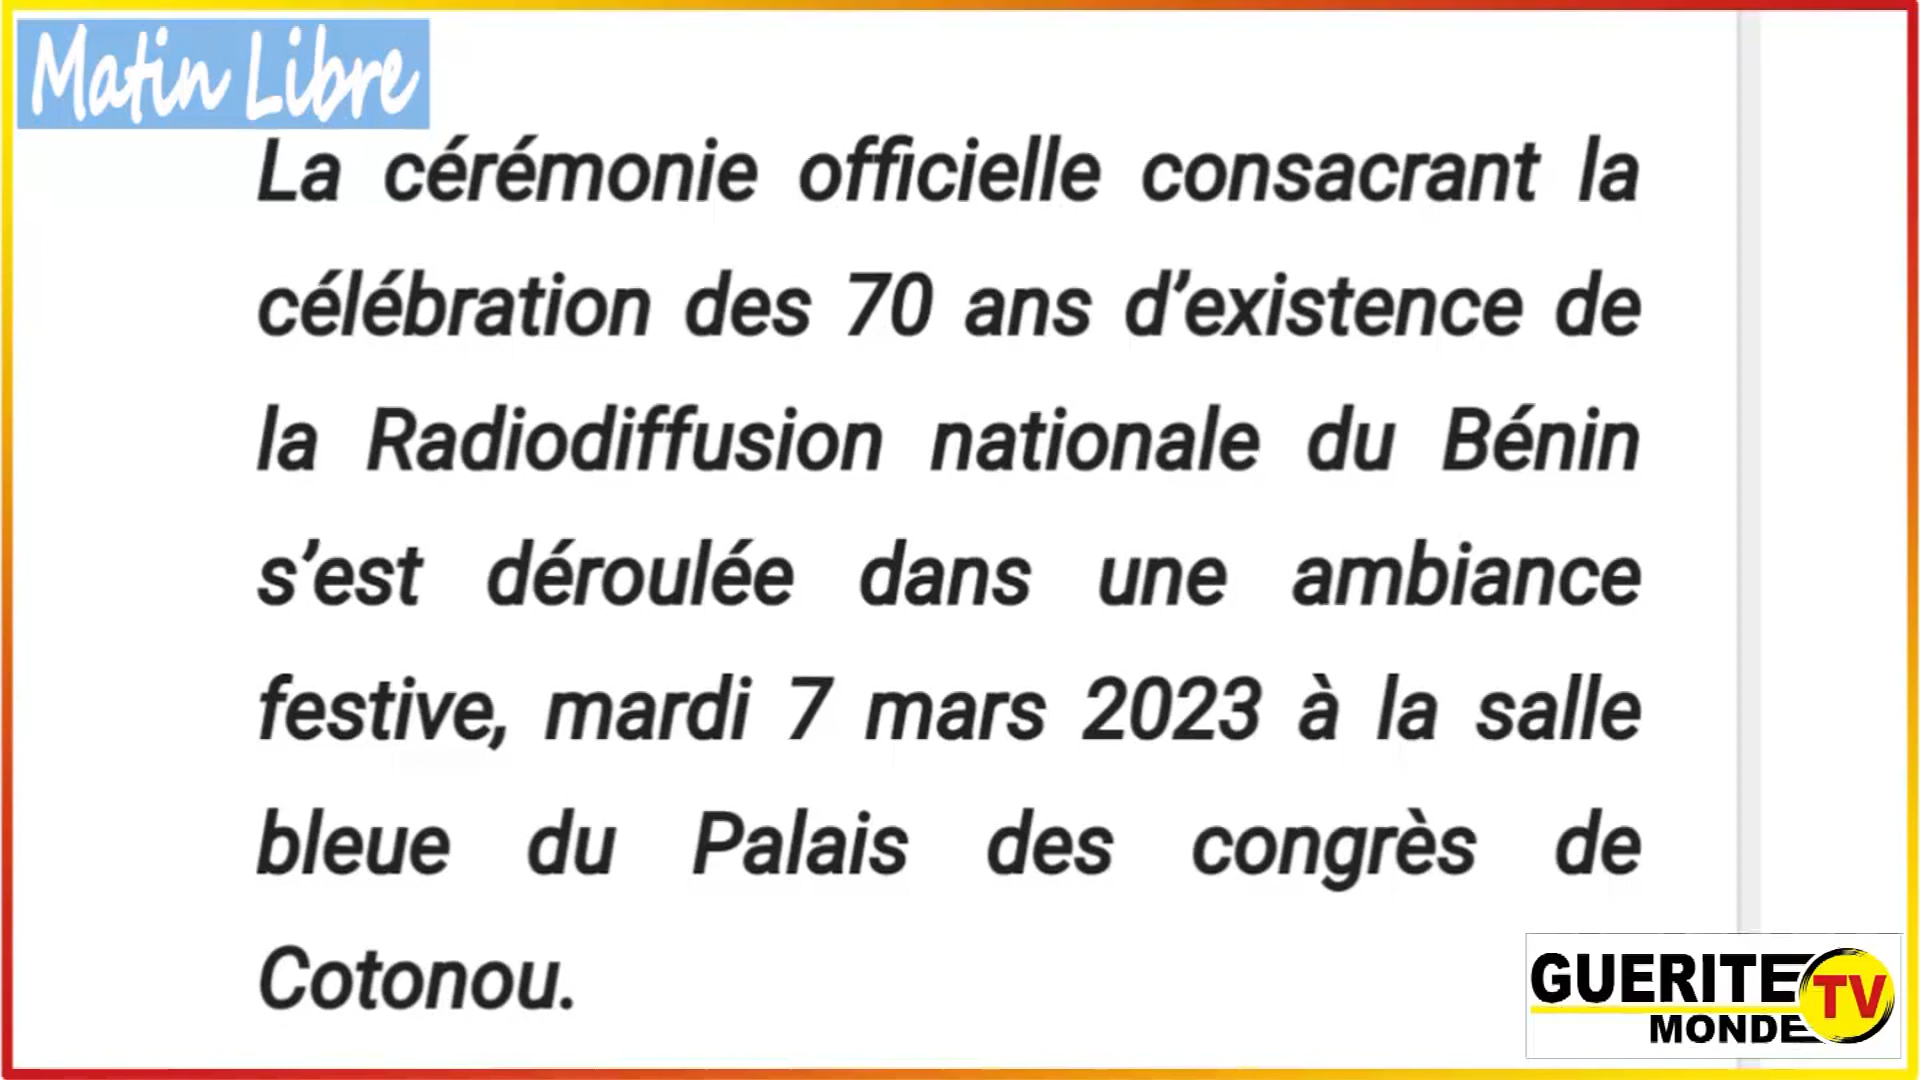 Matin Libre
La cérémonie officielle consacrant la
célébration des 70 ans d’existence de
la Radiodiffusion nationale du Bénin
s’est déroulée dans une ambiance
festive, mardi 7 mars 2023 à la salle
bleue du Palais des congrès de
Cotonou.
GUERITE TV
MONDE